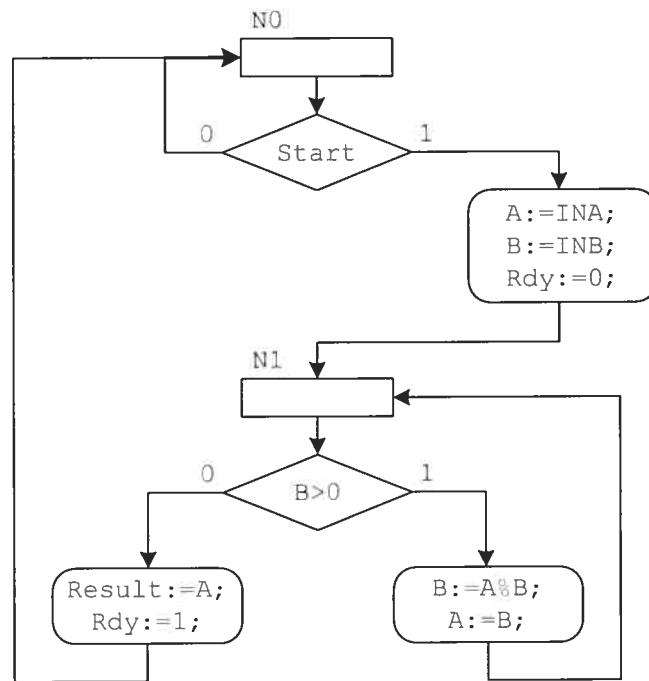 N0
0
Start
1
A:=INA;
B:=INB;
Rdy:=0;
N1
0
B>0
1
Result:=A;
Rdy:=1;
B:=A%B;
A:=B;